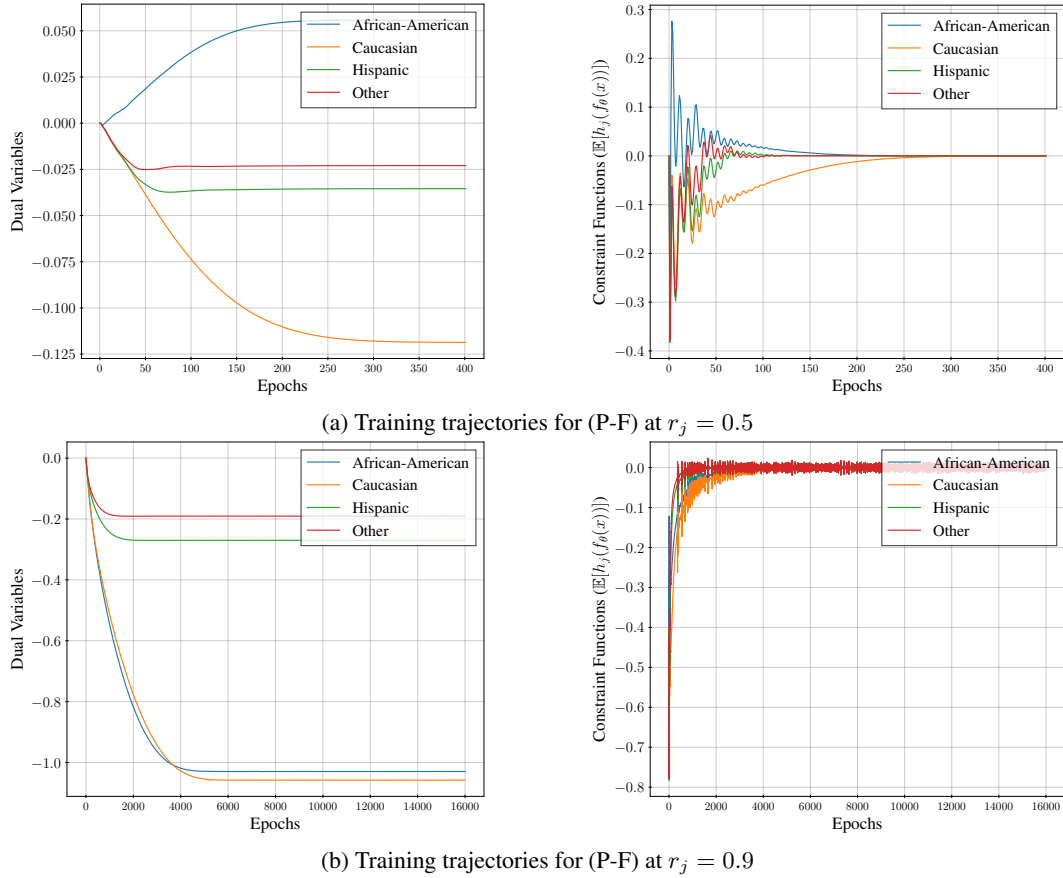 0.050
0.025
0.000
−0.025
−0.050
−0.075
−0.100
−0.125
Dual Variables
African-American
Caucasian
Hispanic
Other
0 50 100 150 200 250 300 350 400
Epochs
0.3
0.2
0.1
0.0
−0.1
−0.2
−0.3
−0.4
Constraint Functions (𝔼[h_j(f_θ(x))])
African-American
Caucasian
Hispanic
Other
0 50 100 150 200 250 300 350 400
Epochs
(a) Training trajectories for (P-F) at r_j = 0.5
0.0
−0.2
−0.4
−0.6
−0.8
−1.0
Dual Variables
African-American
Caucasian
Hispanic
Other
0 2000 4000 6000 8000 10000 12000 14000 16000
Epochs
0.0
−0.1
−0.2
−0.3
−0.4
−0.5
−0.6
−0.7
−0.8
Constraint Functions (𝔼[h_j(f_θ(x))])
African-American
Caucasian
Hispanic
Other
0 2000 4000 6000 8000 10000 12000 14000 16000
Epochs
(b) Training trajectories for (P-F) at r_j = 0.9